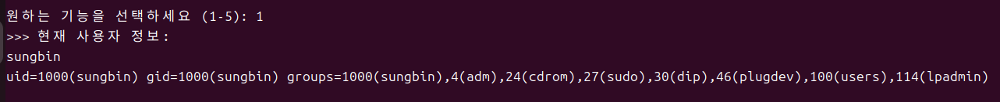 원하는 기능을 선택하세요 (1-5): 1
>>> 현재 사용자 정보:
sungbin
uid=1000(sungbin) gid=1000(sungbin) groups=1000(sungbin),4(adm),24(cdrom),27(sudo),30(dip),46(plugdev),100(users),114(lpadmin)